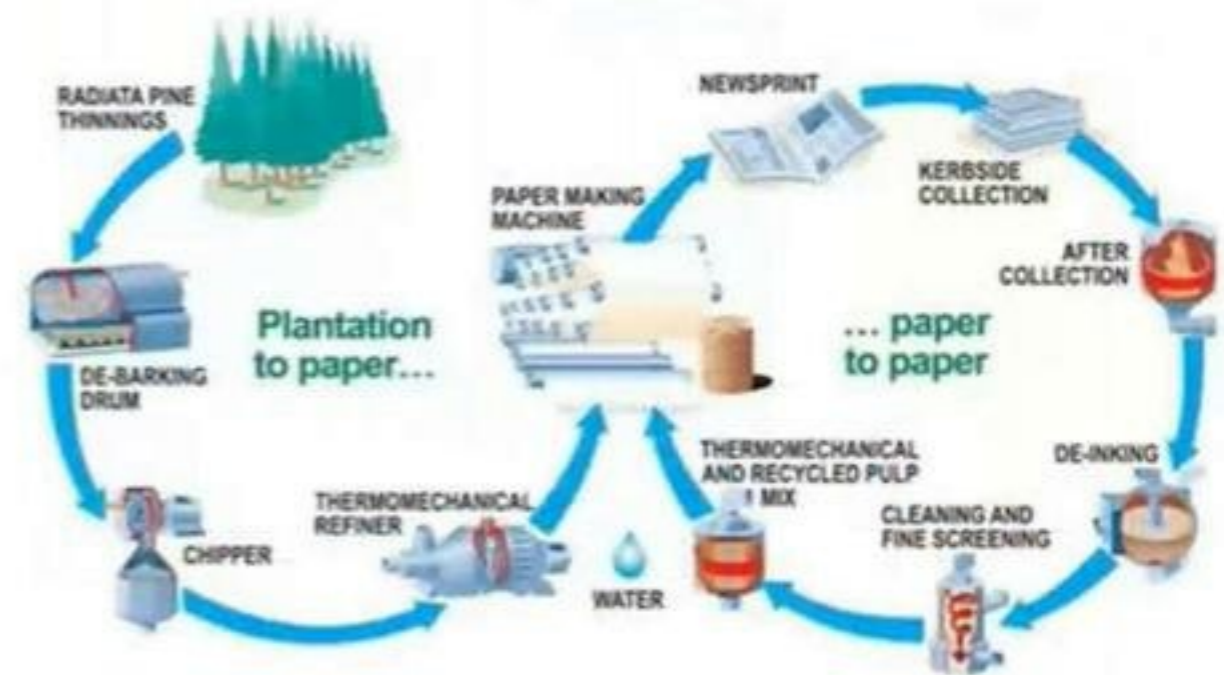 RADIATA PINE
THINNINGS
DE-BARKING
DRUM
CHIPPER
Plantation
to paper...
THERMOMECHANICAL
REFINER
WATER
PAPER MAKING
MACHINE
NEWSPRINT
KERBSIDE
COLLECTION
AFTER
COLLECTION
... paper
to paper
DE-INKING
CLEANING AND
FINE SCREENING
THERMOMECHANICAL
AND RECYCLED PULP
MIX